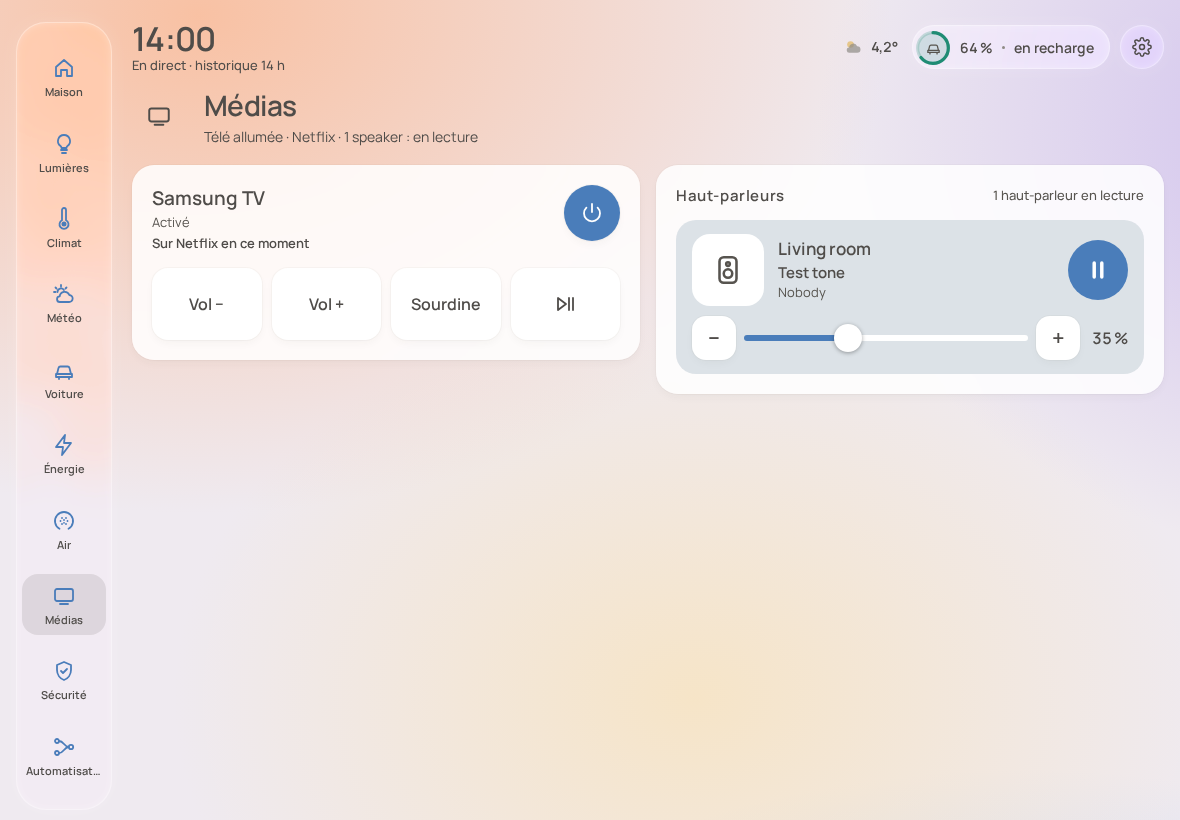 14:00
En direct · historique 14 h
4,2°
64 % • en recharge
Maison
Lumières
Climat
Météo
Voiture
Énergie
Air
Médias
Sécurité
Automatisat…
Médias
Télé allumée · Netflix · 1 speaker : en lecture
Samsung TV
Activé
Sur Netflix en ce moment
Vol −
Vol +
Sourdine
Haut-parleurs
1 haut-parleur en lecture
Living room
Test tone
Nobody
−
+
35 %